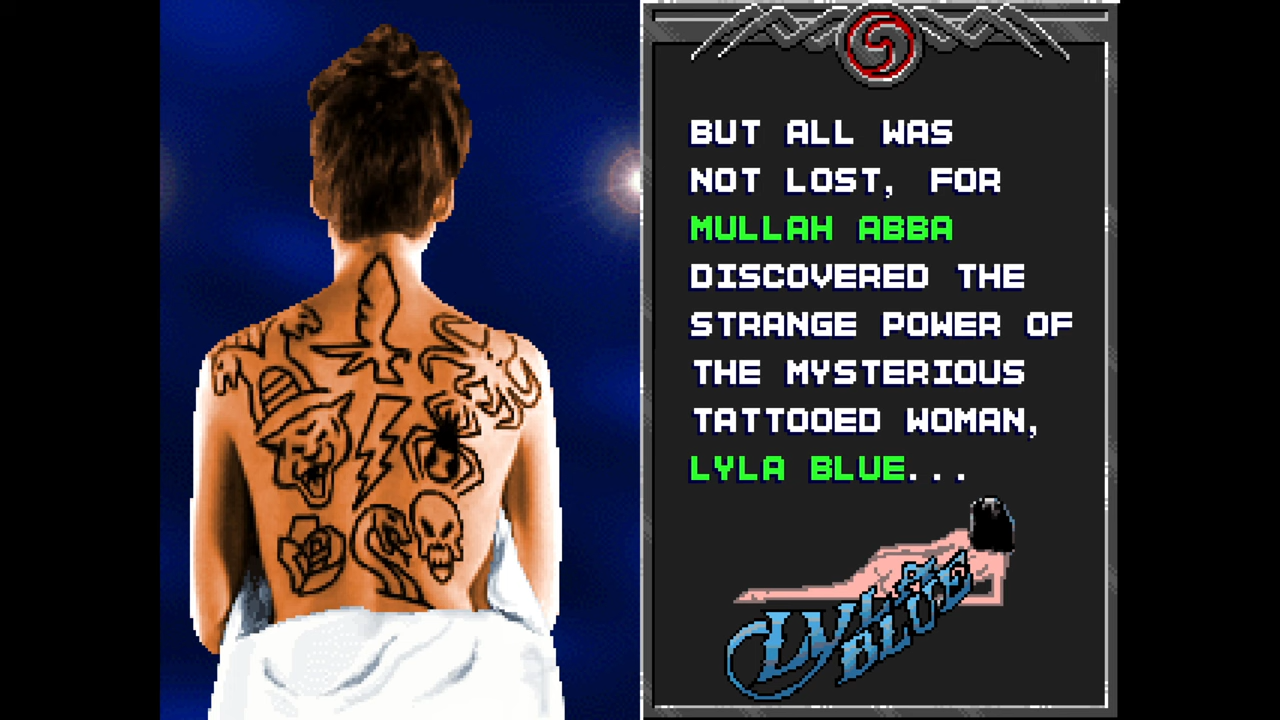 BUT ALL WAS
NOT LOST, FOR
MULLAH ABBA
DISCOVERED THE
STRANGE POWER OF
THE MYSTERIOUS
TATTOOED WOMAN,
LYLA BLUE...
LYLA
BLUE